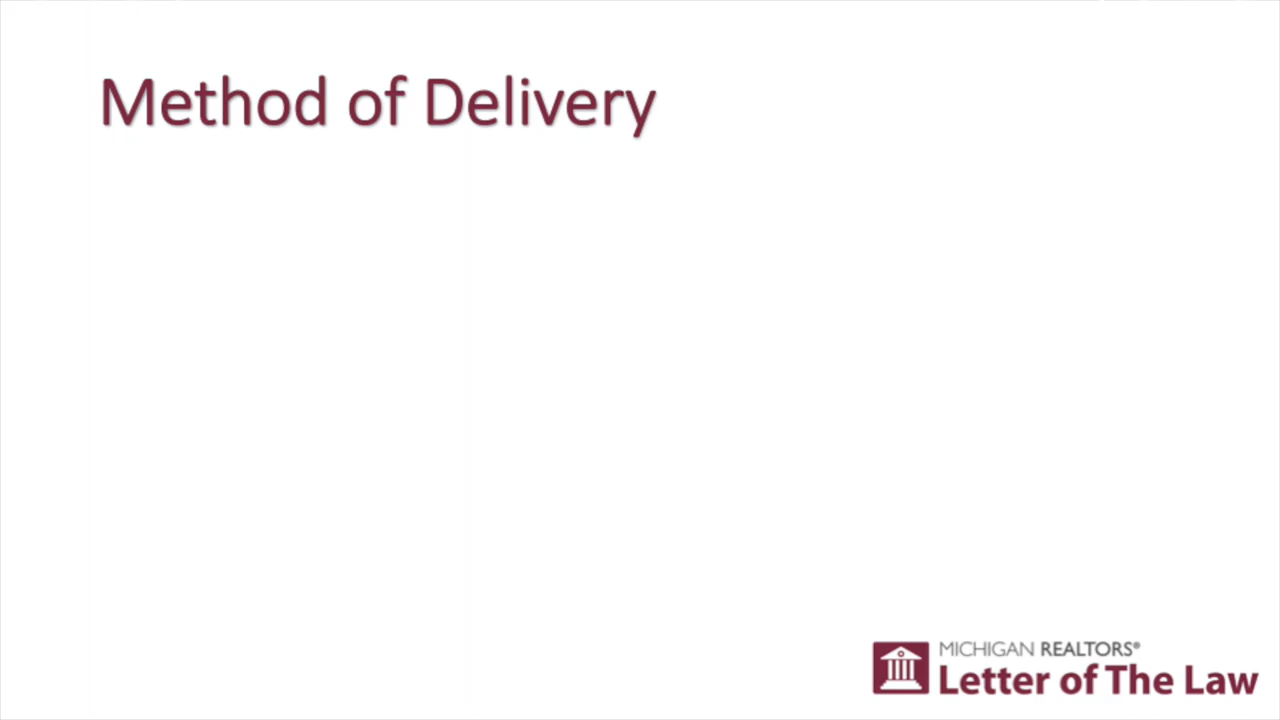 Method of Delivery
MICHIGAN REALTORS®
Letter of The Law